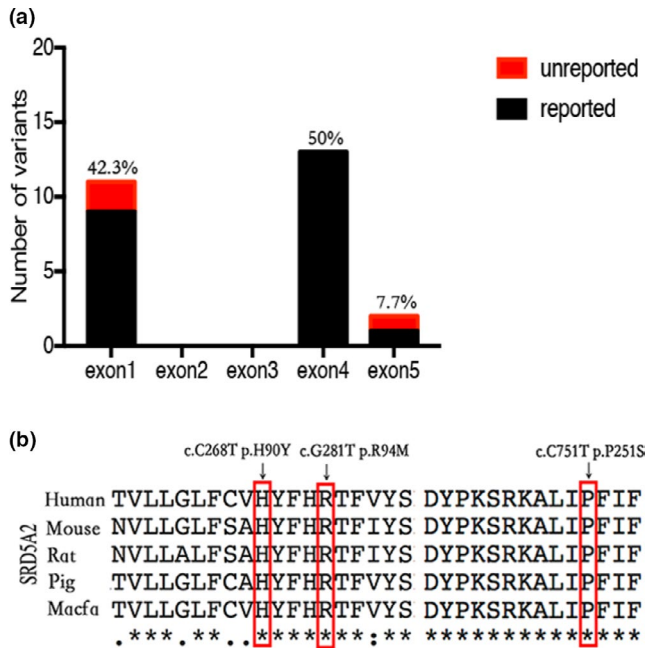 (a)
20
15
10
5
0
Number of variants
42.3%
50%
7.7%
exon1 exon2 exon3 exon4 exon5
unreported
reported
(b)
c.C268T p.H90Y c.G281T p.R94M c.C751T p.P251S
SRD5A2
Human TVLLGLFCVHYFHRTFVYS DYPKSRKALIPFIF
Mouse NVLLGLFSAHYFHRTFIYS DYPKSRKALIPFIF
Rat NVLLALFSAHYFHRTFIYS DYPKSRKALIPFIF
Pig TVLLGLFCAHYFHRTFIYS DYPKSRKALIPFIF
Macfa TVLLGLFCVHYFHRTFVYS DYPKSRKALIPFIF
.***.**..*******:** **************